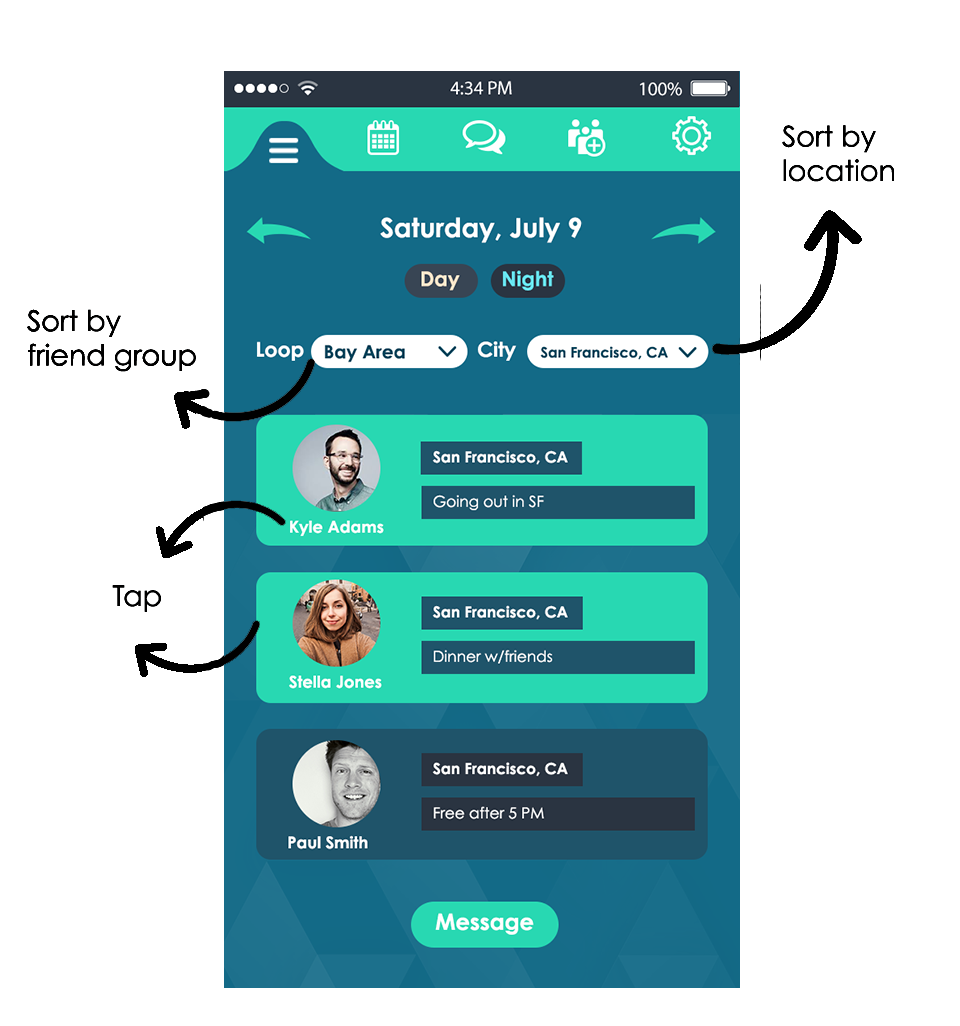 4:34 PM
100%
Sort by
location
Saturday, July 9
Day
Night
Sort by
friend group
Loop
Bay Area
City
San Francisco, CA
San Francisco, CA
Going out in SF
Kyle Adams
Tap
San Francisco, CA
Dinner w/friends
Stella Jones
San Francisco, CA
Free after 5 PM
Paul Smith
Message